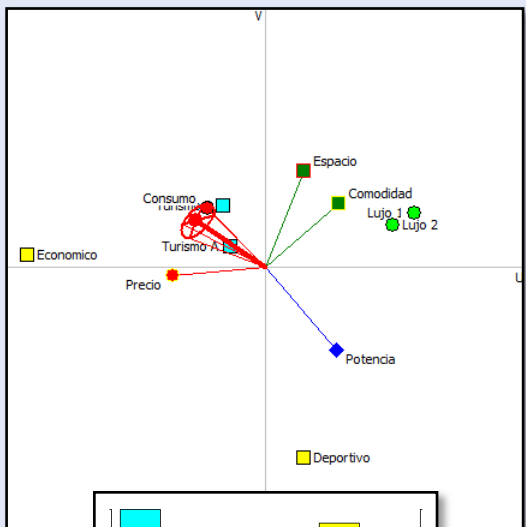 V
Espacio
Comodidad
Consumo
Lujo 1
Lujo 2
Turismo A
Economico
U
Precio
Potencia
Deportivo